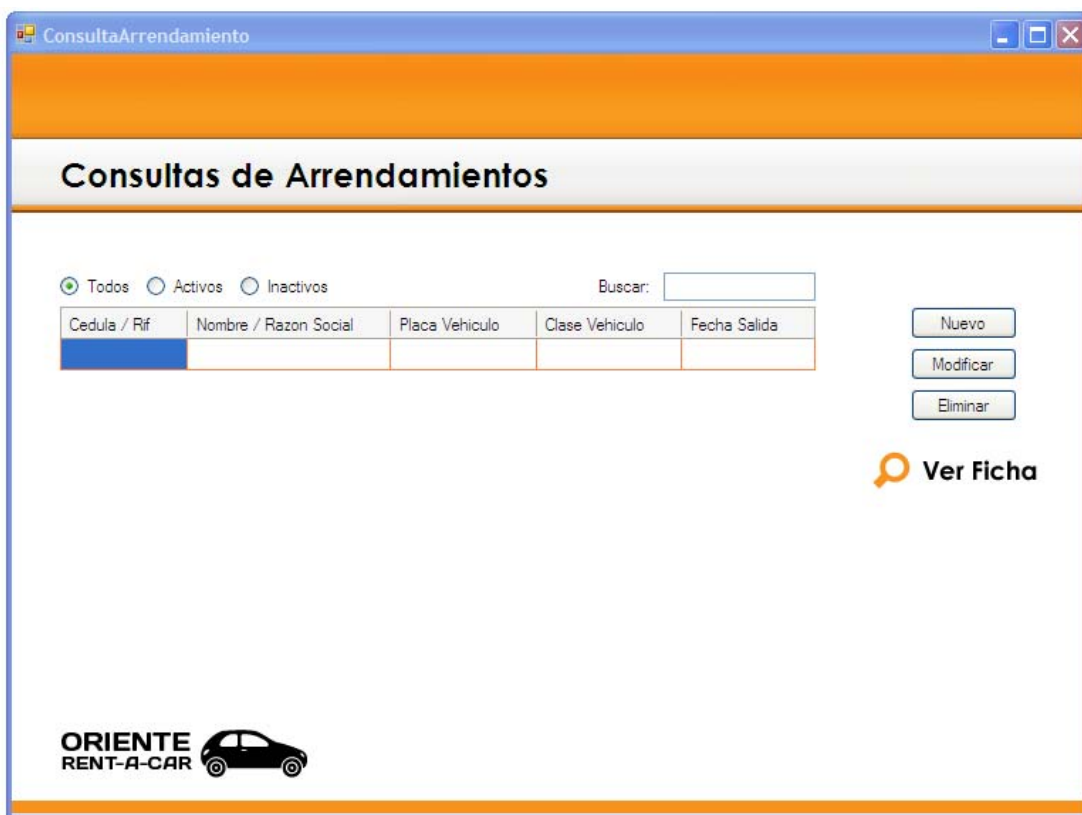 ConsultaArrendamiento
Consultas de Arrendamientos
Todos Activos Inactivos Buscar:
Cedula / Rif Nombre / Razon Social Placa Vehiculo Clase Vehiculo Fecha Salida
Nuevo
Modificar
Eliminar
Ver Ficha
ORIENTE
RENT-A-CAR